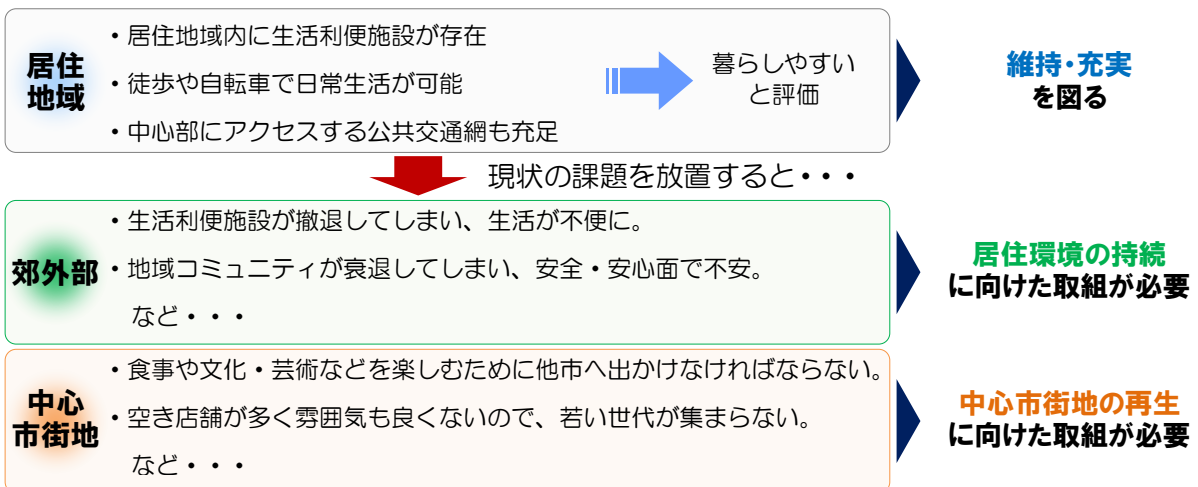 居住
地域
・居住地域内に生活利便施設が存在
・徒歩や自転車で日常生活が可能
・中心部にアクセスする公共交通網も充足
暮らしやすい
と評価
維持・充実
を図る
現状の課題を放置すると・・・
郊外部
・生活利便施設が撤退してしまい、生活が不便に。
・地域コミュニティが衰退してしまい、安全・安心面で不安。
など・・・
居住環境の持続
に向けた取組が必要
中心
市街地
・食事や文化・芸術などを楽しむために他市へ出かけなければならない。
・空き店舗が多く雰囲気も良くないので、若い世代が集まらない。
など・・・
中心市街地の再生
に向けた取組が必要